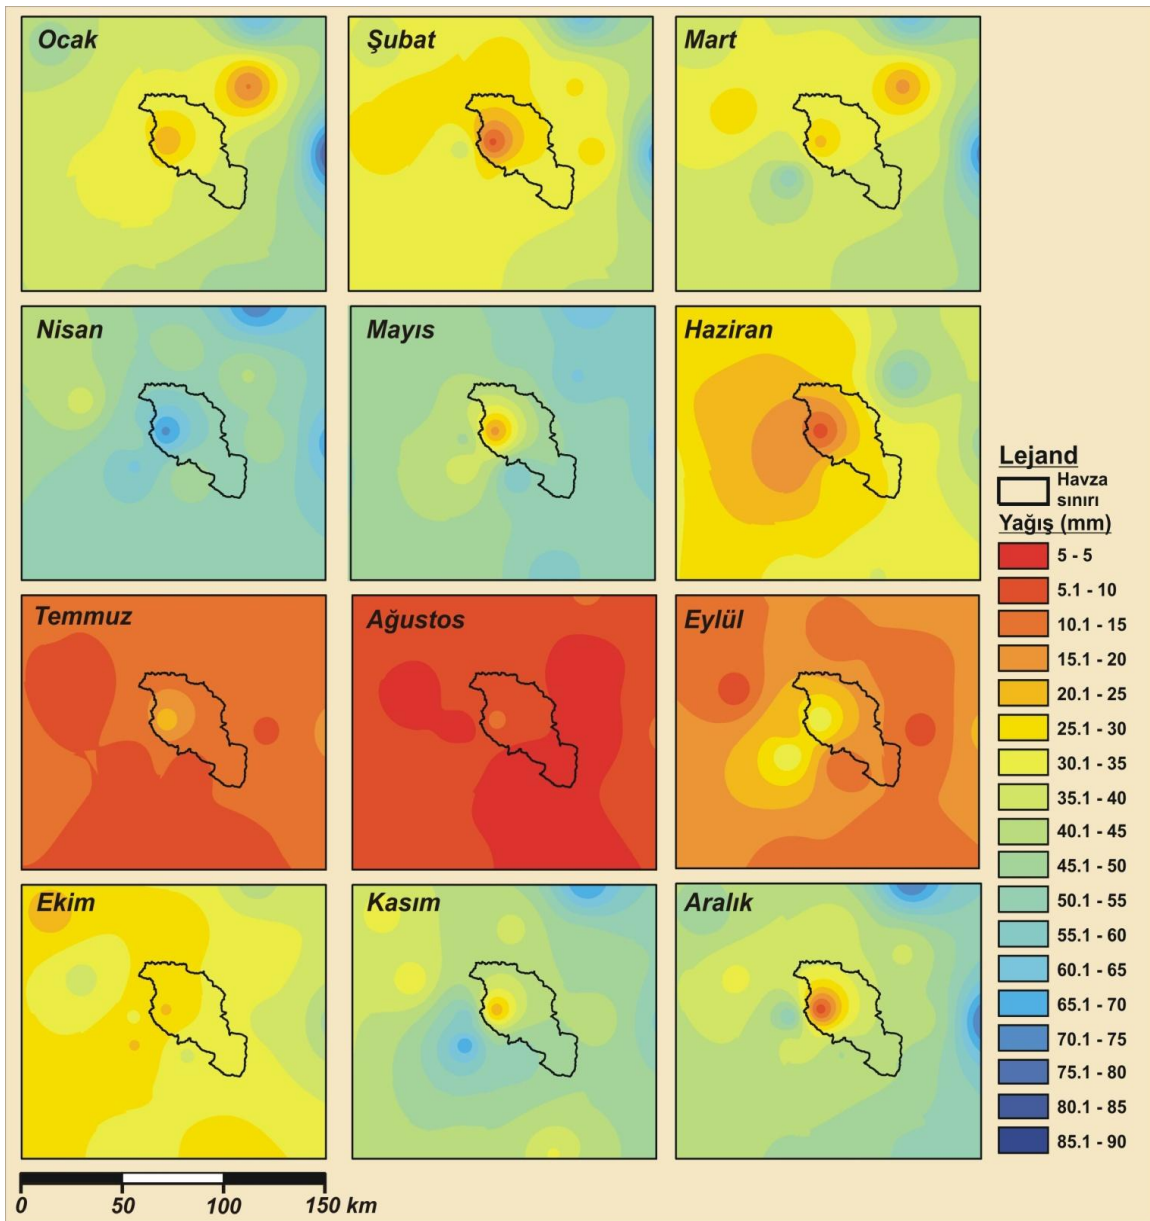 Ocak
Şubat
Mart
Nisan
Mayıs
Haziran
Temmuz
Ağustos
Eylül
Ekim
Kasım
Aralık
Lejand
Havza
sınırı
Yağış (mm)
5 - 5
5.1 - 10
10.1 - 15
15.1 - 20
20.1 - 25
25.1 - 30
30.1 - 35
35.1 - 40
40.1 - 45
45.1 - 50
50.1 - 55
55.1 - 60
60.1 - 65
65.1 - 70
70.1 - 75
75.1 - 80
80.1 - 85
85.1 - 90
0 50 100 150 km